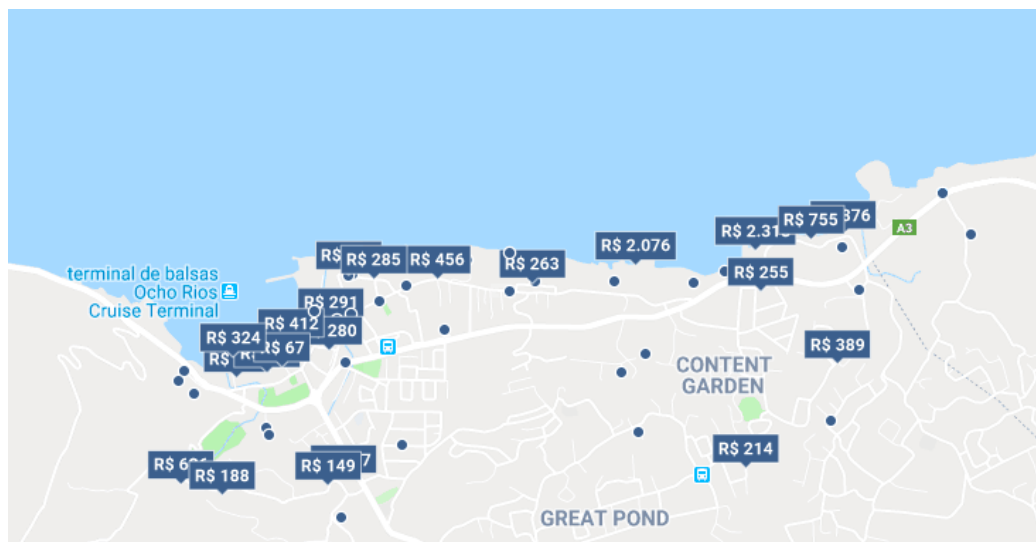 R$ 755
A3
R$ 2.076
R$ 285
R$ 456
R$ 263
R$ 255
terminal de balsas
Ocho Rios
Cruise Terminal
R$ 291
R$ 412
280
R$ 324
R$ 67
R$ 389
CONTENT
GARDEN
R$ 214
R$ 149
R$ 188
GREAT POND